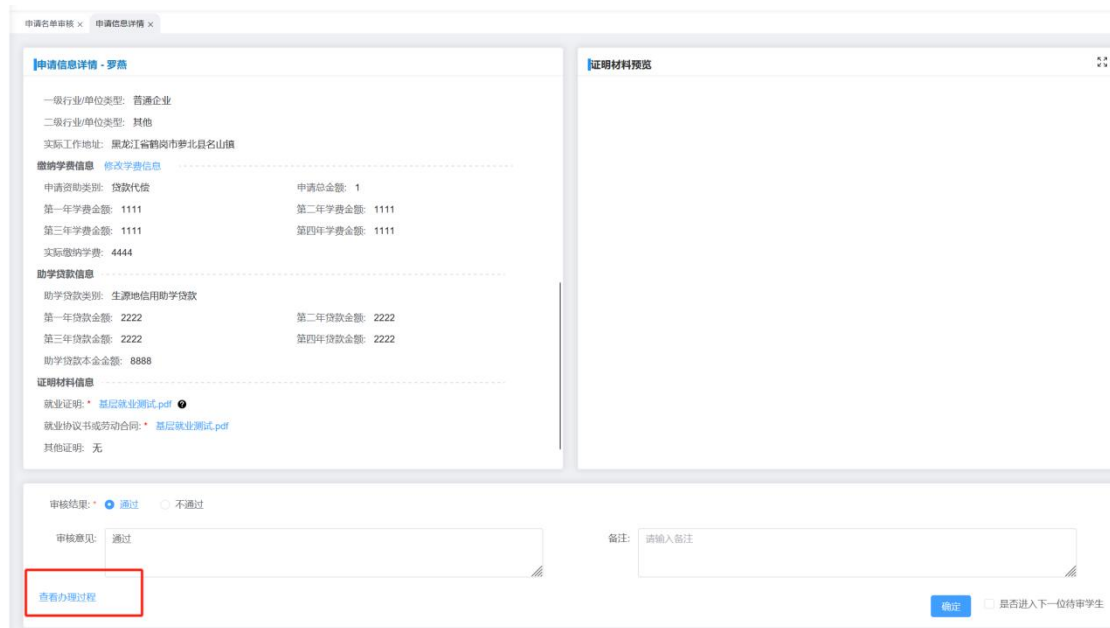 申请名单审核 × 申请信息详情 ×
申请信息详情 - 罗燕
一级行业/单位类型: 普通企业
二级行业/单位类型: 其他
实际工作地址: 黑龙江省鹤岗市萝北县名山镇
缴纳学费信息 修改学费信息
申请资助类别: 贷款代偿 申请总金额: 1
第一年学费金额: 1111 第二年学费金额: 1111
第三年学费金额: 1111 第四年学费金额: 1111
实际缴纳学费: 4444
助学贷款信息
助学贷款类别: 生源地信用助学贷款
第一年贷款金额: 2222 第二年贷款金额: 2222
第三年贷款金额: 2222 第四年贷款金额: 2222
助学贷款本金金额: 8888
证明材料信息
就业证明: * 基层就业测试.pdf
就业协议书或劳动合同: * 基层就业测试.pdf
其他证明: 无
证明材料预览
审核结果: * 通过 不通过
审核意见: 通过 备注: 请输入备注
查看办理过程 确定 是否进入下一位待审学生